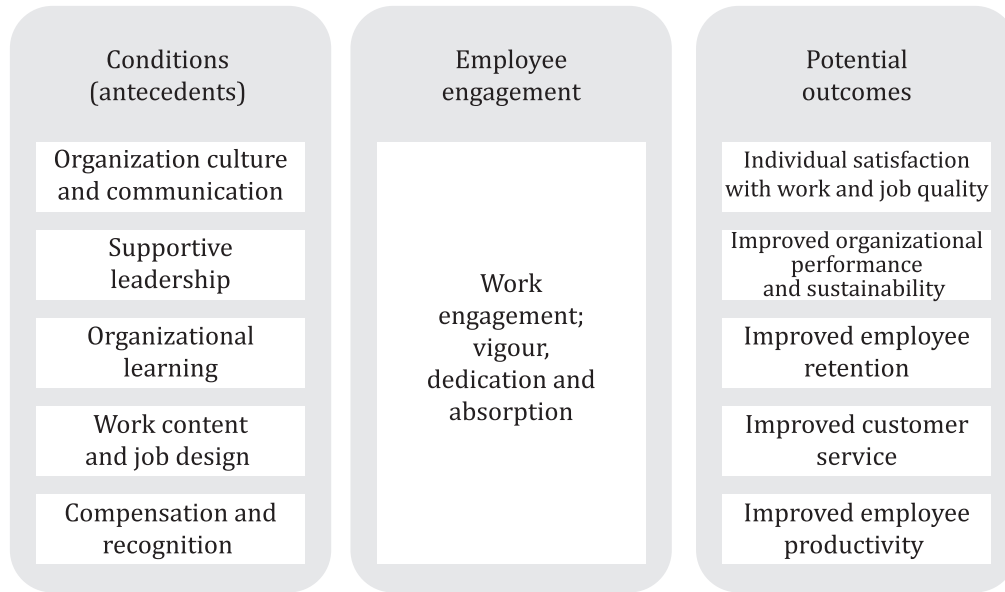 Conditions
(antecedents)
Organization culture
and communication
Supportive
leadership
Organizational
learning
Work content
and job design
Compensation and
recognition
Employee
engagement
Work
engagement;
vigour,
dedication and
absorption
Potential
outcomes
Individual satisfaction
with work and job quality
Improved organizational
performance
and sustainability
Improved employee
retention
Improved customer
service
Improved employee
productivity